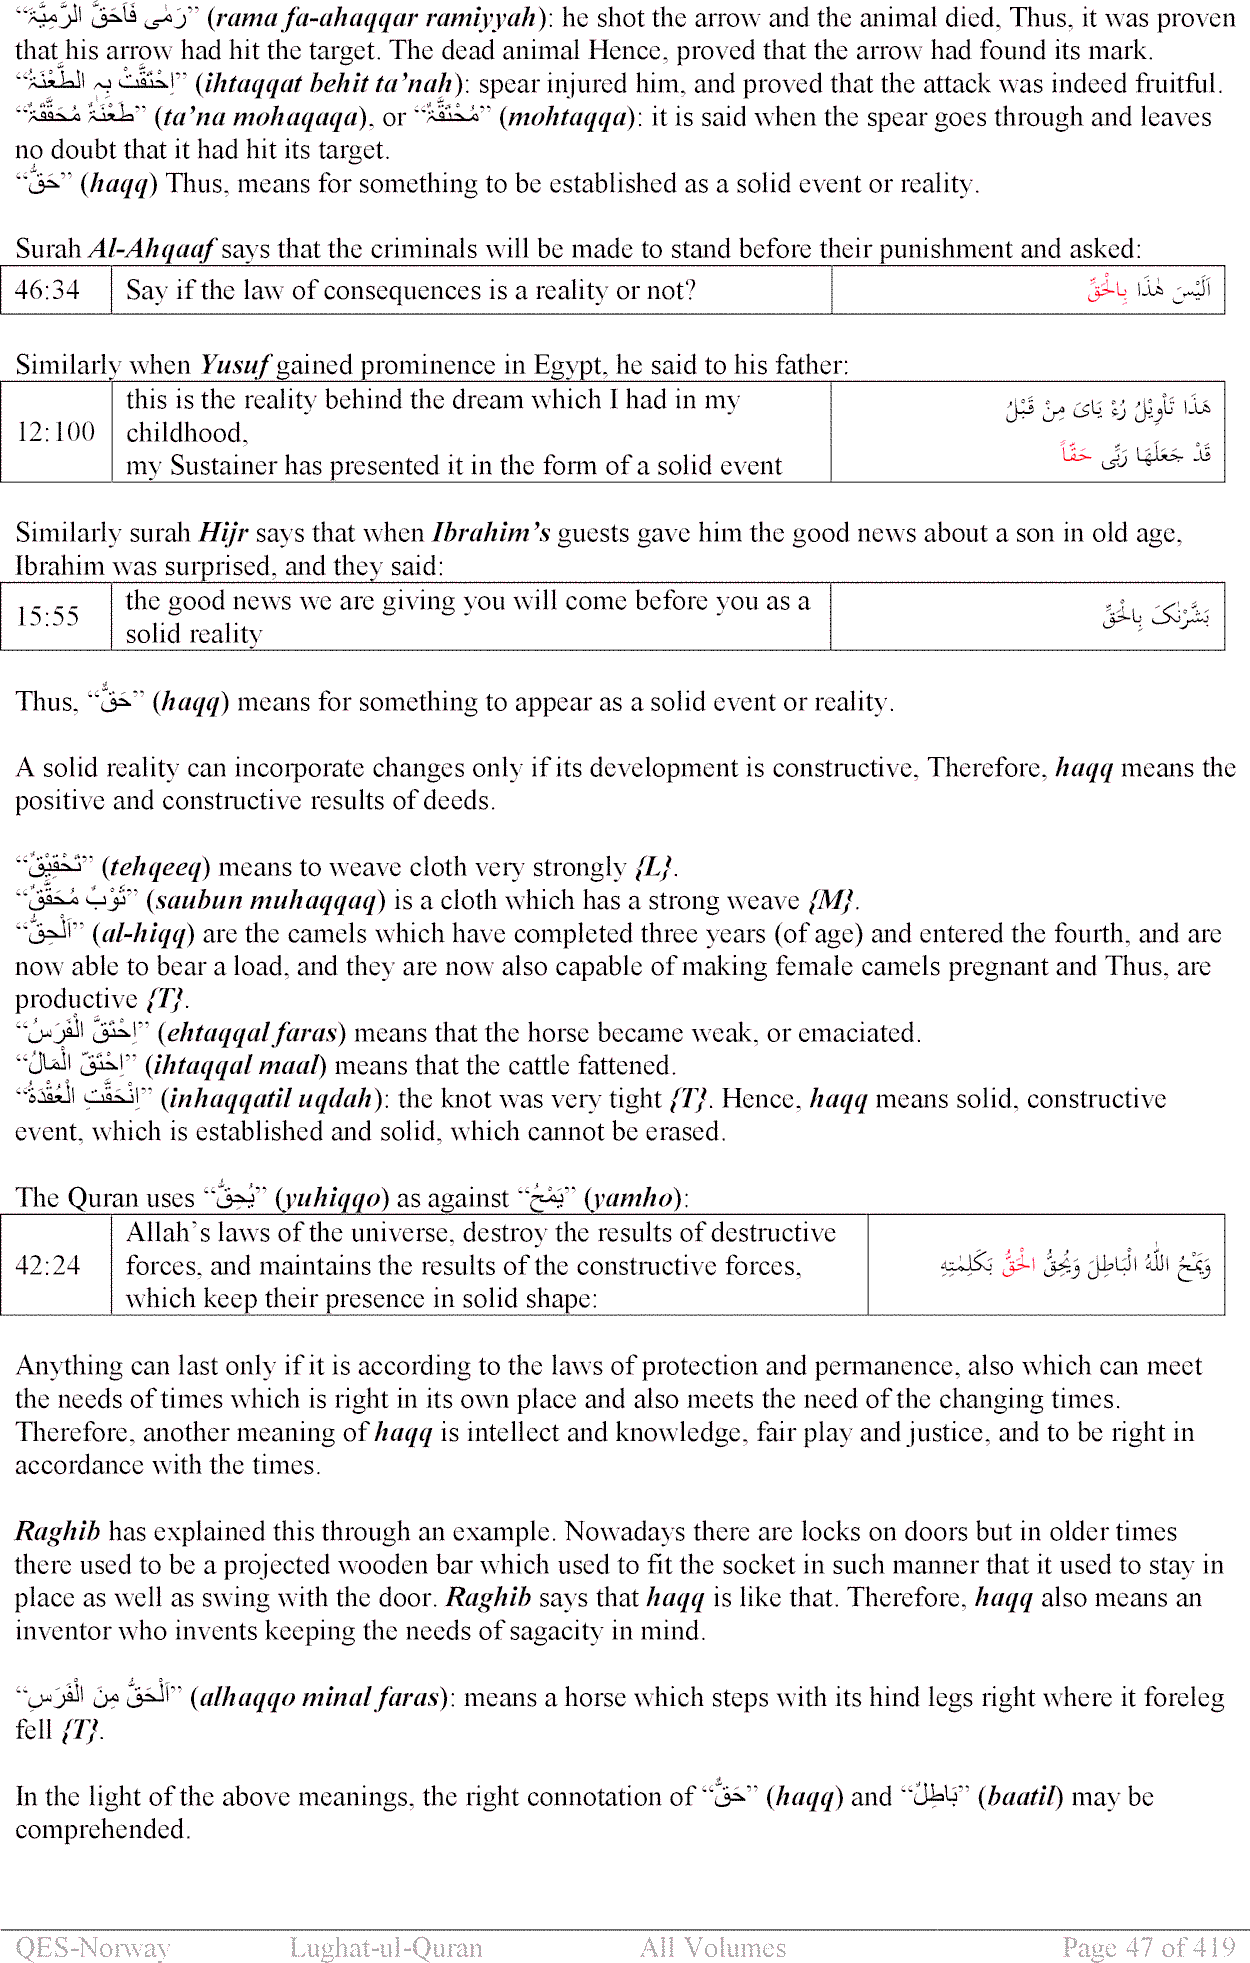 “رَمٰی فَاَحَقَّ الرَّمِیَّۃَ” (rama fa-ahaqqar ramiyyah): he shot the arrow and the animal died, Thus, it was proven
that his arrow had hit the target. The dead animal Hence, proved that the arrow had found its mark.
“اِحْتَقَّتْ بِہِ الطَّعْنَۃُ” (ihtaqqat behit ta’nah): spear injured him, and proved that the attack was indeed fruitful.
“طَعْنَۃٌ مُحَقَّقَۃٌ” (ta’na mohaqaqa), or “مُحْتَقَّۃٌ” (mohtaqqa): it is said when the spear goes through and leaves
no doubt that it had hit its target.
“حَقٌّ” (haqq) Thus, means for something to be established as a solid event or reality.
Surah Al-Ahqaaf says that the criminals will be made to stand before their punishment and asked:
46:34 Say if the law of consequences is a reality or not? اَلَيْسَ هٰذَا بِالْحَقِّ
Similarly when Yusuf gained prominence in Egypt, he said to his father:
this is the reality behind the dream which I had in my هَذَا تَأْوِيْلُ رُءْ يَاىَ مِنْ قَبْلُ
12:100 childhood,
my Sustainer has presented it in the form of a solid event قَدْ جَعَلَهَا رَبِّى حَقّاً
Similarly surah Hijr says that when Ibrahim’s guests gave him the good news about a son in old age,
Ibrahim was surprised, and they said:
15:55 the good news we are giving you will come before you as a بَشَّرْنٰکَ بِالْحَقِّ
solid reality
Thus, “حَقٌّ” (haqq) means for something to appear as a solid event or reality.
A solid reality can incorporate changes only if its development is constructive, Therefore, haqq means the
positive and constructive results of deeds.
“تَحْقِیْقٌ” (tehqeeq) means to weave cloth very strongly {L}.
“ثَوْبٌ مُحَقَّقٌ” (saubun muhaqqaq) is a cloth which has a strong weave {M}.
“اَلْحِقُّ” (al-hiqq) are the camels which have completed three years (of age) and entered the fourth, and are
now able to bear a load, and they are now also capable of making female camels pregnant and Thus, are
productive {T}.
“اِحْتَقَّ الْفَرَسُ” (ehtaqqal faras) means that the horse became weak, or emaciated.
“اِحْتَقَّ الْمَالُ” (ihtaqqal maal) means that the cattle fattened.
“اِنْحَقَّتِ الْعُقْدَۃُ” (inhaqqatil uqdah): the knot was very tight {T}. Hence, haqq means solid, constructive
event, which is established and solid, which cannot be erased.
The Quran uses “یُحِقُّ” (yuhiqqo) as against “یَمْحُ” (yamho):
42:24 Allah’s laws of the universe, destroy the results of destructive وَيَمْحُ اللّٰهُ الْبَاطِلَ وَيُحِقُّ الْحَقَّ بَكَلِمٰتِهِ
forces, and maintains the results of the constructive forces,
which keep their presence in solid shape:
Anything can last only if it is according to the laws of protection and permanence, also which can meet
the needs of times which is right in its own place and also meets the need of the changing times.
Therefore, another meaning of haqq is intellect and knowledge, fair play and justice, and to be right in
accordance with the times.
Raghib has explained this through an example. Nowadays there are locks on doors but in older times
there used to be a projected wooden bar which used to fit the socket in such manner that it used to stay in
place as well as swing with the door. Raghib says that haqq is like that. Therefore, haqq also means an
inventor who invents keeping the needs of sagacity in mind.
“اَلْحَقُّ مِنَ الْفَرَسِ” (alhaqqo minal faras): means a horse which steps with its hind legs right where it foreleg
fell {T}.
In the light of the above meanings, the right connotation of “حَقٌّ” (haqq) and “بَاطِلٌ” (baatil) may be
comprehended.
QES-Norway Lughat-ul-Quran All Volumes Page 47 of 419